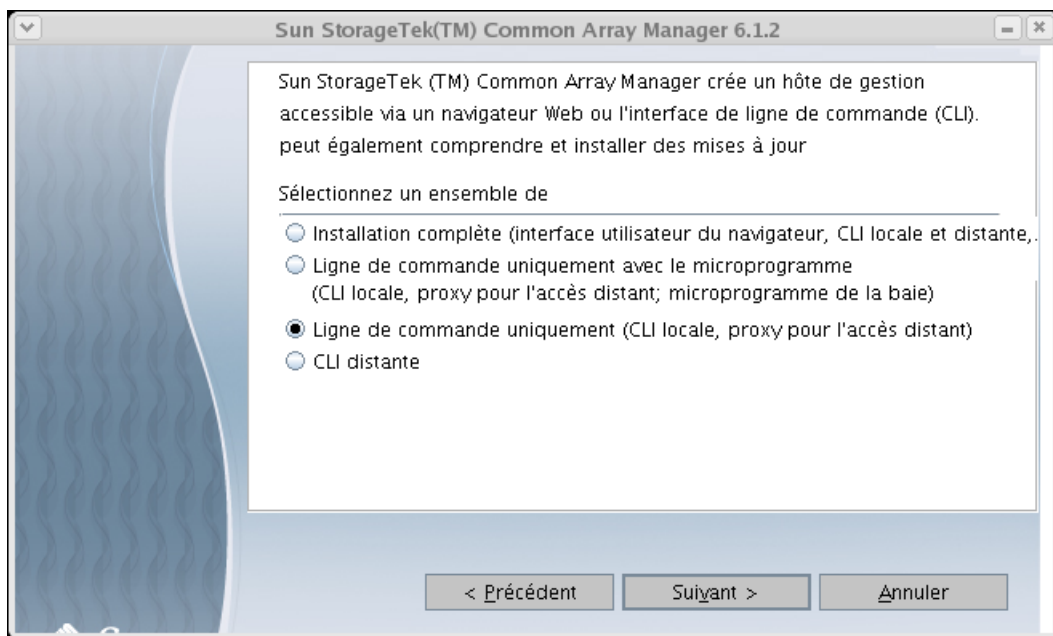 Sun StorageTek(TM) Common Array Manager 6.1.2
Sun StorageTek (TM) Common Array Manager crée un hôte de gestion
accessible via un navigateur Web ou l'interface de ligne de commande (CLI).
peut également comprendre et installer des mises à jour
Sélectionnez un ensemble de
Installation complète (interface utilisateur du navigateur, CLI locale et distante,.
Ligne de commande uniquement avec le microprogramme
(CLI locale, proxy pour l'accès distant; microprogramme de la baie)
Ligne de commande uniquement (CLI locale, proxy pour l'accès distant)
CLI distante
< Précédent
Suivant >
Annuler